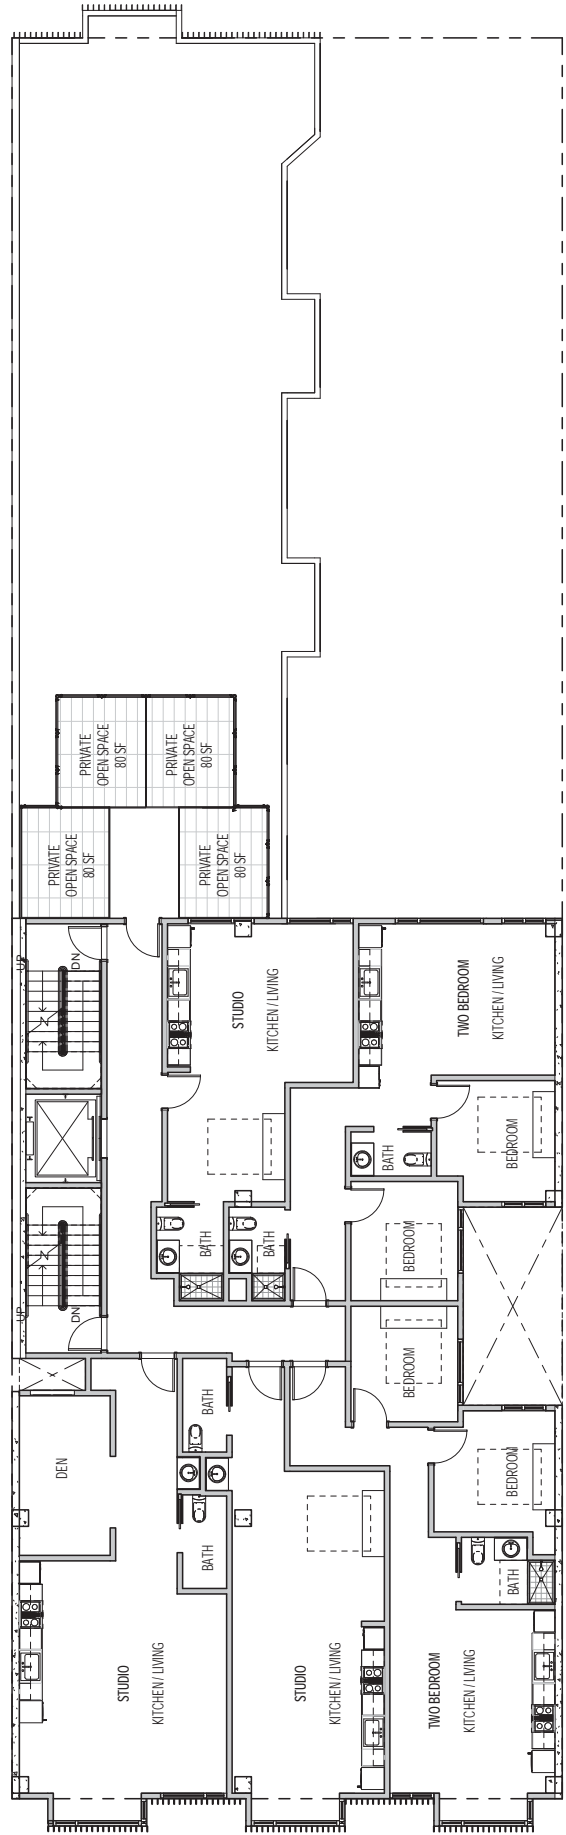 PRIVATE
OPEN SPACE
80 SF
PRIVATE
OPEN SPACE
80 SF
PRIVATE
OPEN SPACE
80 SF
PRIVATE
OPEN SPACE
80 SF
UP
DN
STUDIO
KITCHEN / LIVING
TWO BEDROOM
KITCHEN / LIVING
BATH
BEDROOM
BATH
BATH
BEDROOM
UP
DN
BEDROOM
BATH
DEN
BEDROOM
BATH
BATH
STUDIO
KITCHEN / LIVING
STUDIO
KITCHEN / LIVING
TWO BEDROOM
KITCHEN / LIVING